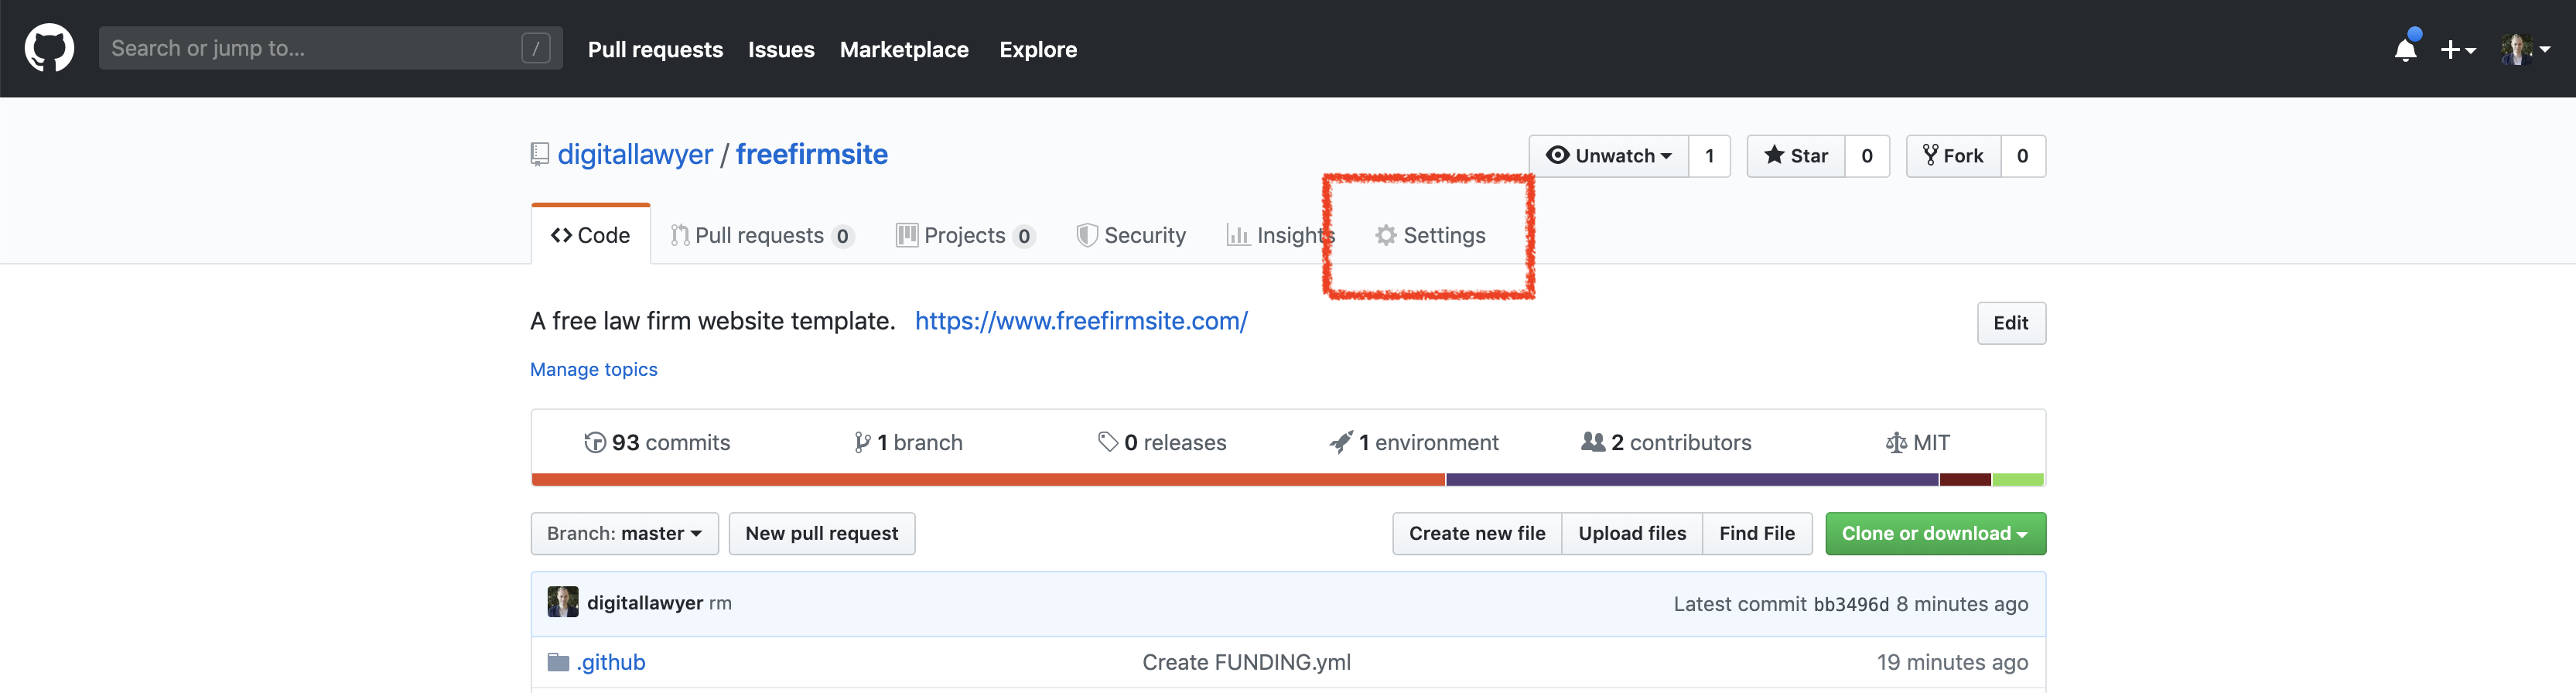 Search or jump to... / Pull requests Issues Marketplace Explore
digitallawyer / freefirmsite Unwatch 1 Star 0 Fork 0
Code Pull requests 0 Projects 0 Security Insights Settings
A free law firm website template. https://www.freefirmsite.com/ Edit
Manage topics
93 commits 1 branch 0 releases 1 environment 2 contributors MIT
Branch: master New pull request Create new file Upload files Find File Clone or download
digitallawyer rm Latest commit bb3496d 8 minutes ago
.github Create FUNDING.yml 19 minutes ago